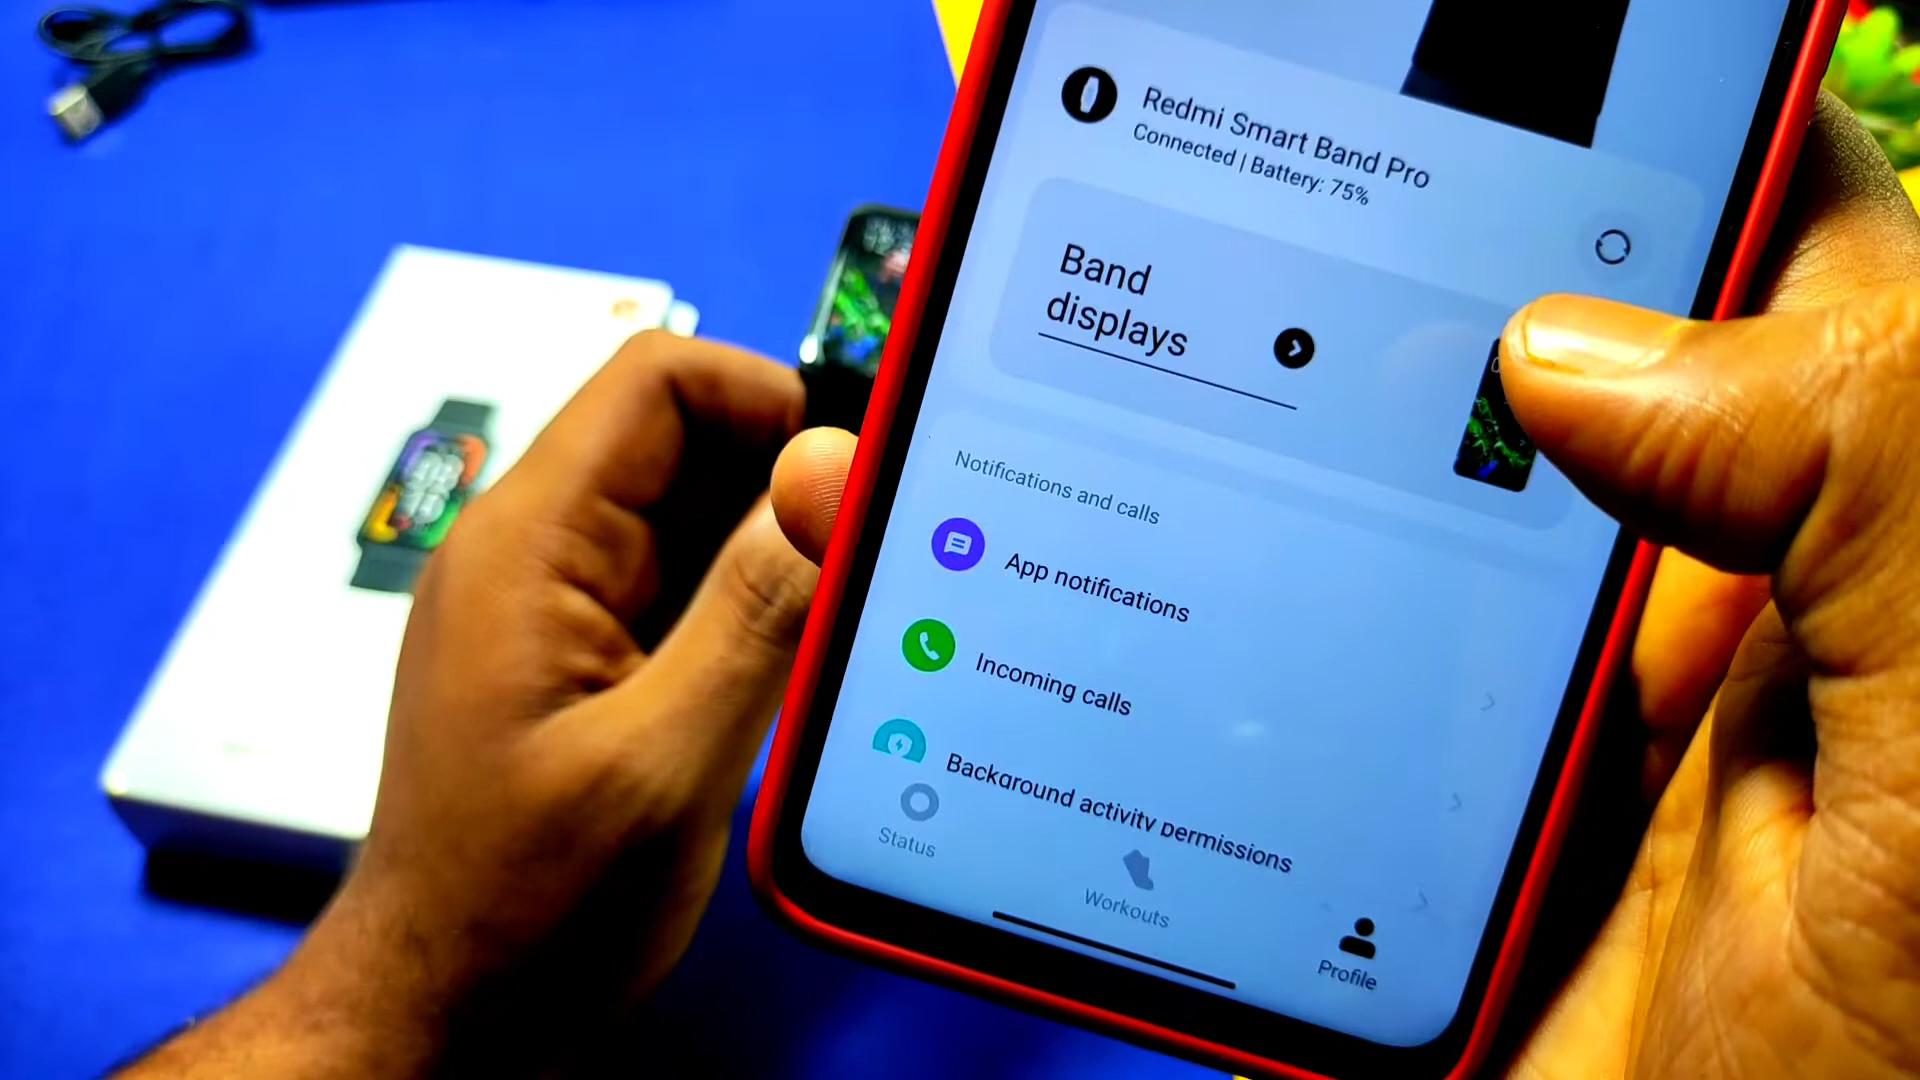 Redmi Smart Band Pro
Connected | Battery: 75%
Band
displays
Notifications and calls
App notifications
Incoming calls
Background activity permissions
Status
Workouts
Profile